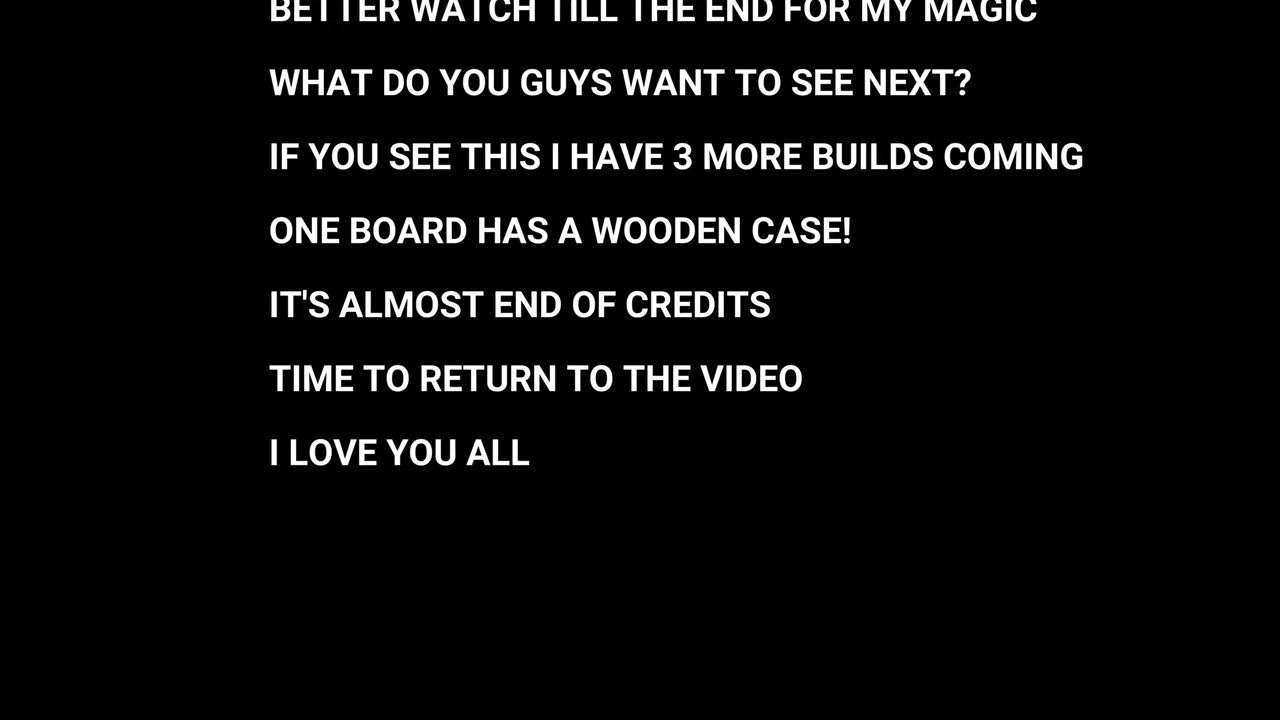 BETTER WATCH TILL THE END FOR MY MAGIC
WHAT DO YOU GUYS WANT TO SEE NEXT?
IF YOU SEE THIS I HAVE 3 MORE BUILDS COMING
ONE BOARD HAS A WOODEN CASE!
IT'S ALMOST END OF CREDITS
TIME TO RETURN TO THE VIDEO
I LOVE YOU ALL